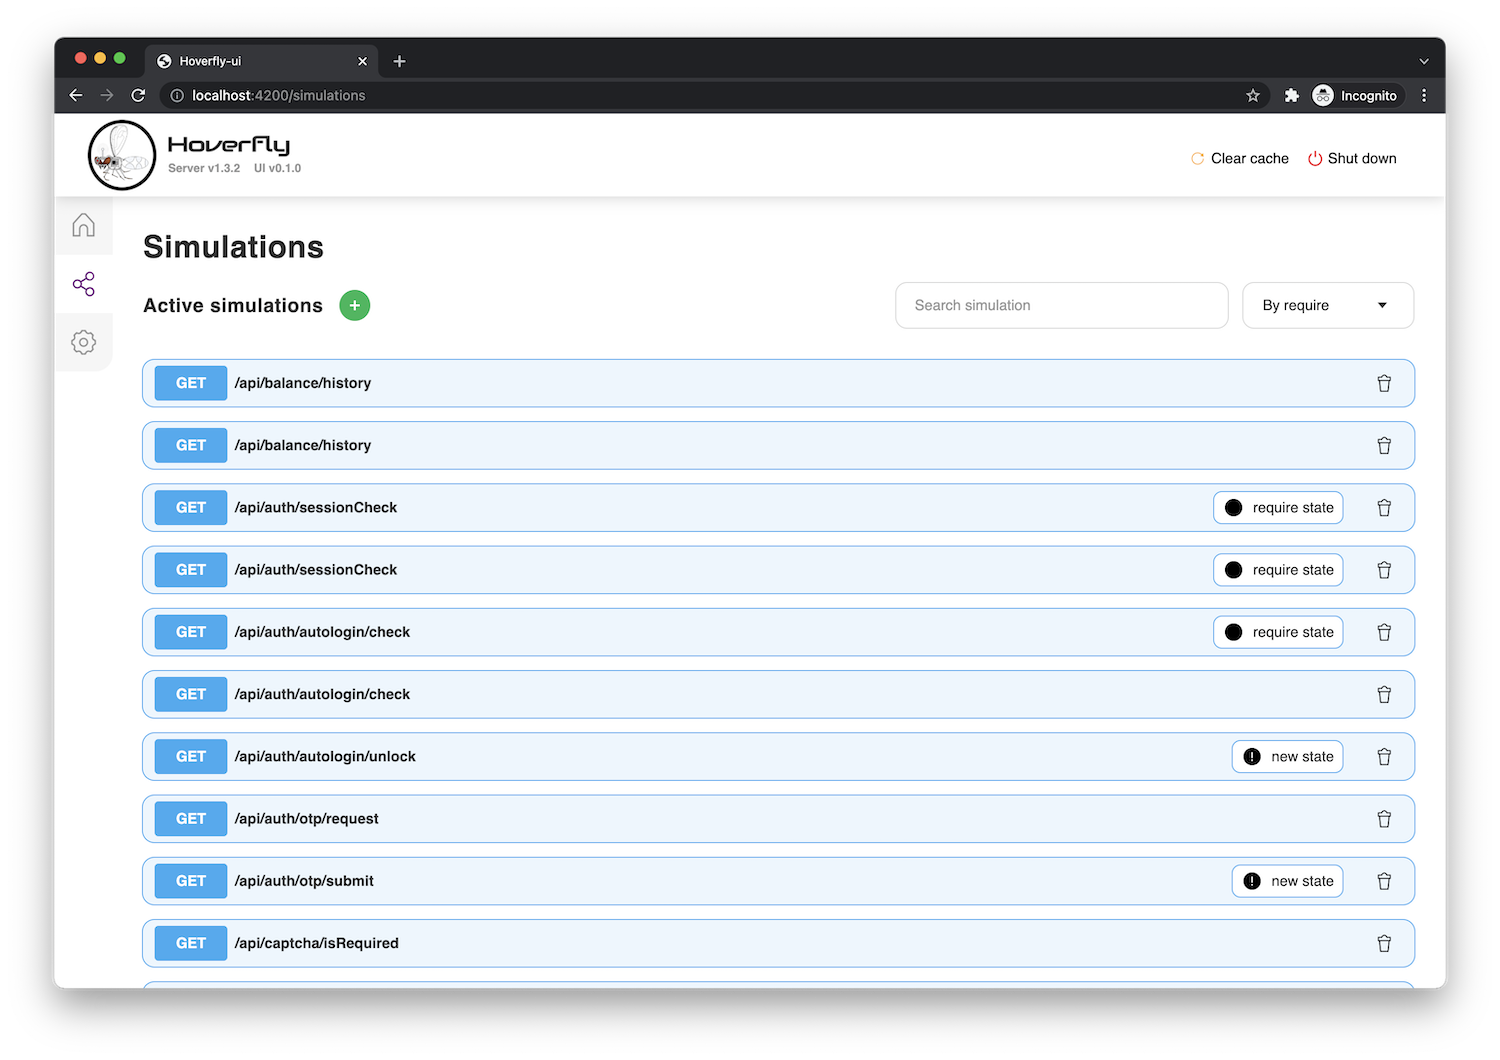 Hoverfly-ui
localhost:4200/simulations
Incognito
Hoverfly
Server v1.3.2 UI v0.1.0
Clear cache
Shut down
Simulations
Active simulations
Search simulation
By require
GET /api/balance/history
GET /api/balance/history
GET /api/auth/sessionCheck require state
GET /api/auth/sessionCheck require state
GET /api/auth/autologin/check require state
GET /api/auth/autologin/check
GET /api/auth/autologin/unlock new state
GET /api/auth/otp/request
GET /api/auth/otp/submit new state
GET /api/captcha/isRequired